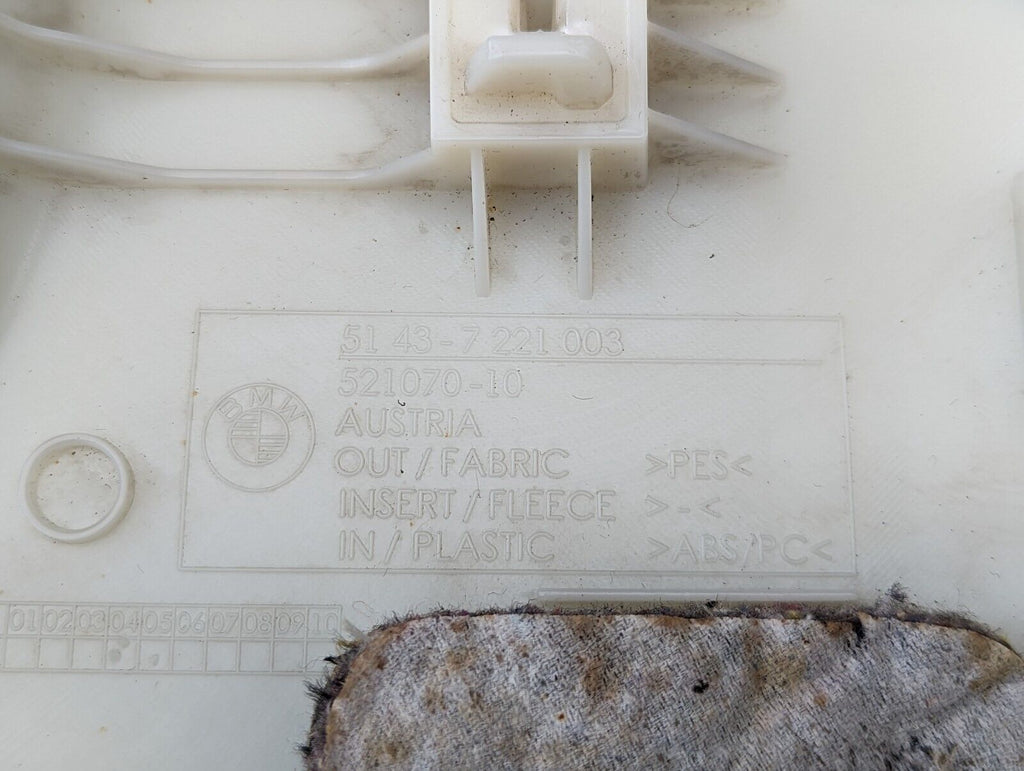 51 43-7 221 003
521070-10
BMW
AUSTRIA
OUT / FABRIC >PES<
INSERT / FLEECE >-<
IN / PLASTIC >ABS/PC<
01 02 03 04 05 06 07 08 09 10